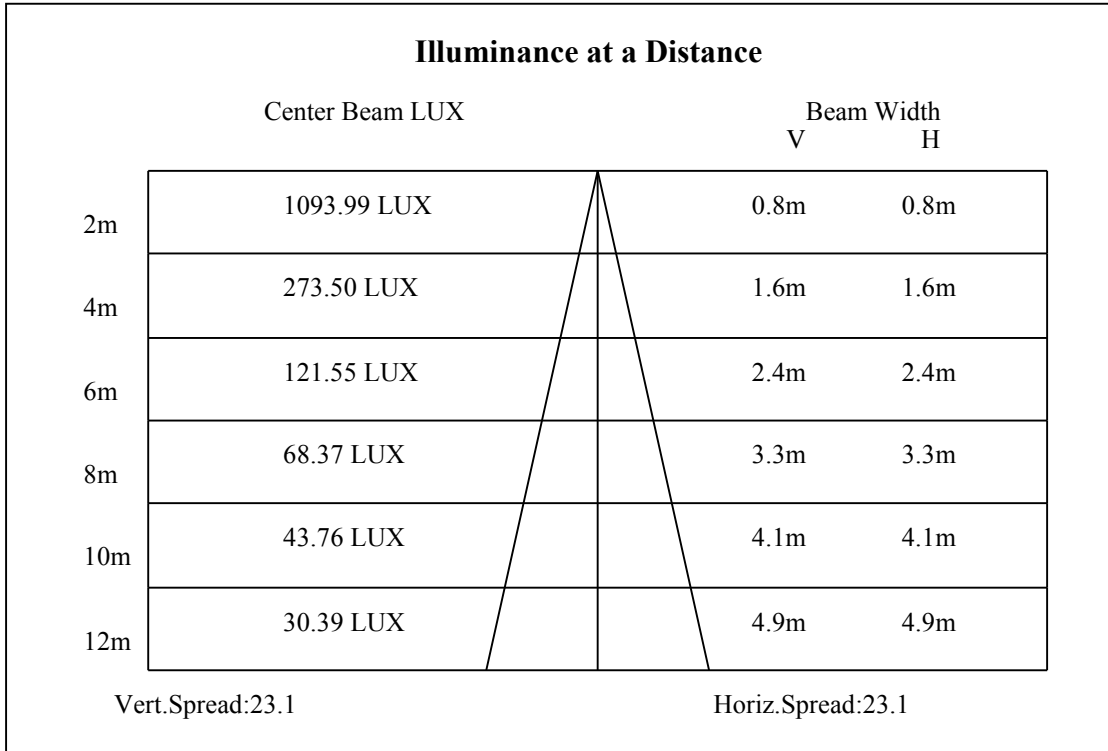 Illuminance at a Distance
Center Beam LUX Beam Width
V H
2m 1093.99 LUX 0.8m 0.8m
4m 273.50 LUX 1.6m 1.6m
6m 121.55 LUX 2.4m 2.4m
8m 68.37 LUX 3.3m 3.3m
10m 43.76 LUX 4.1m 4.1m
12m 30.39 LUX 4.9m 4.9m
Vert.Spread:23.1 Horiz.Spread:23.1